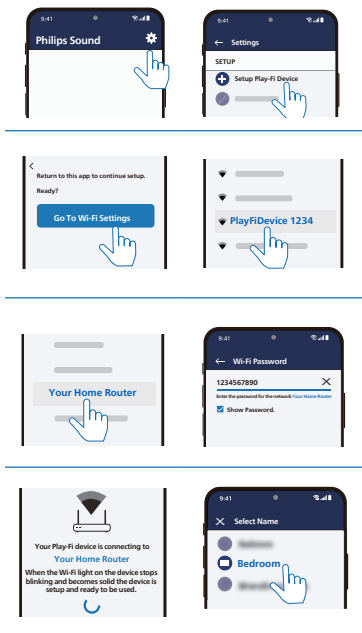 9:41
Philips Sound
9:41
Settings
SETUP
Setup Play-Fi Device
Return to this app to continue setup.
Ready?
Go To Wi-Fi Settings
PlayFiDevice 1234
Your Home Router
9:41
Wi-Fi Password
1234567890
Enter the password for the network Your Home Router
Show Password.
Your Play-Fi device is connecting to
Your Home Router
When the Wi-Fi light on the device stops
blinking and becomes solid the device is
setup and ready to be used.
9:41
Select Name
Bedroom